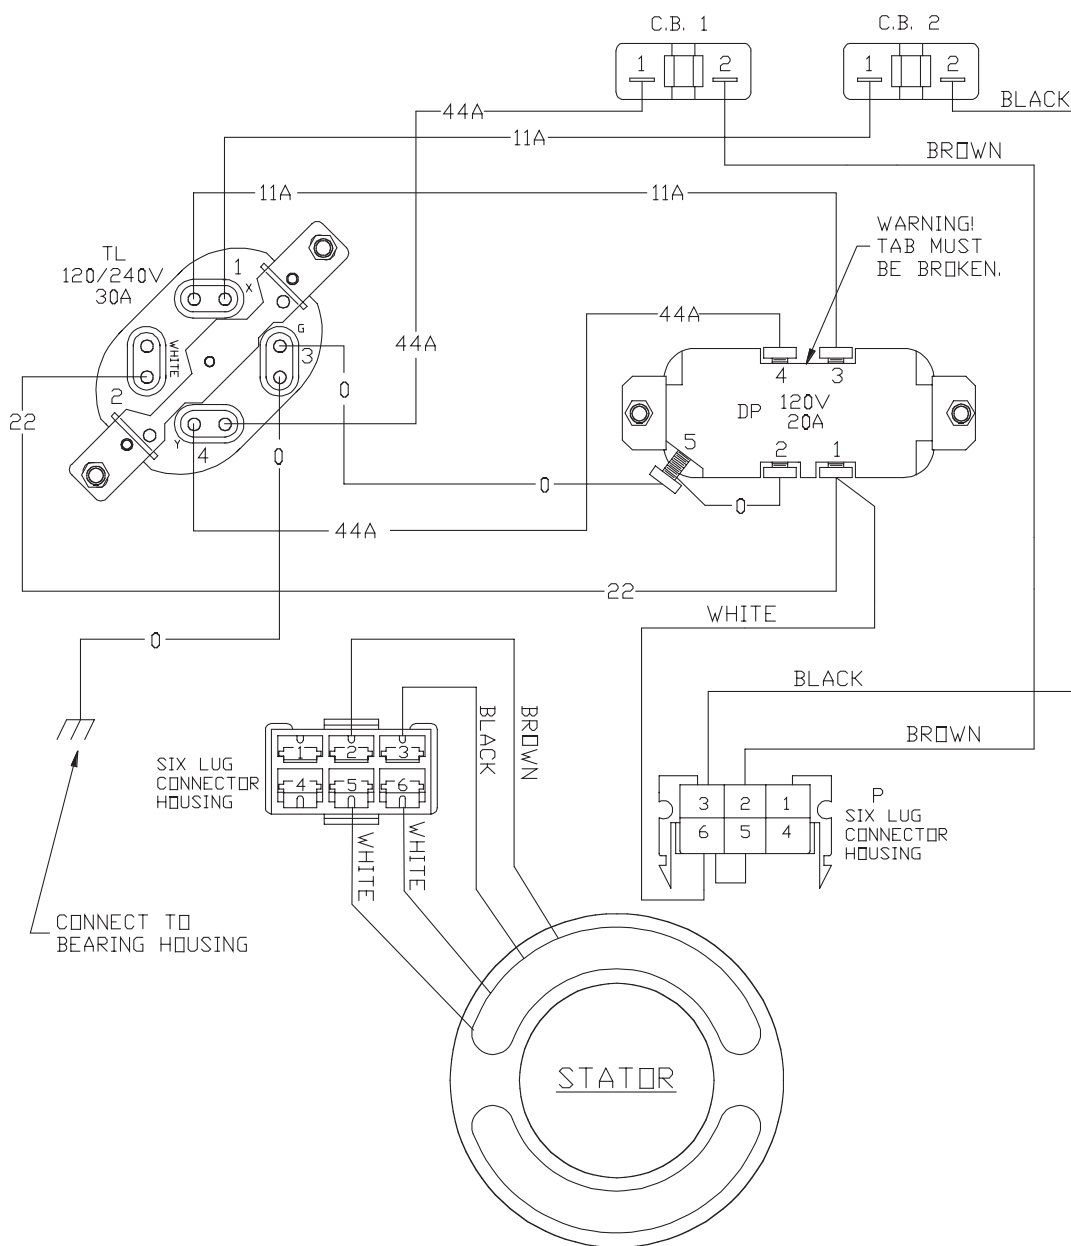 C.B. 1
C.B. 2
1 2
1 2
BLACK
44A
11A
BROWN
11A
11A
WARNING!
TAB MUST
BE BROKEN.
TL
120/240V
30A
1
X
WHITE
2
G
3
Y
4
44A
44A
0
22
0
0
4 3
DP
120V
20A
5
2 1
0
44A
22
WHITE
0
BLACK
BROWN
BLACK
BROWN
SIX LUG
CONNECTOR
HOUSING
1 2 3
4 5 6
WHITE
WHITE
3 2 1
6 5 4
P
SIX LUG
CONNECTOR
HOUSING
CONNECT TO
BEARING HOUSING
STATOR